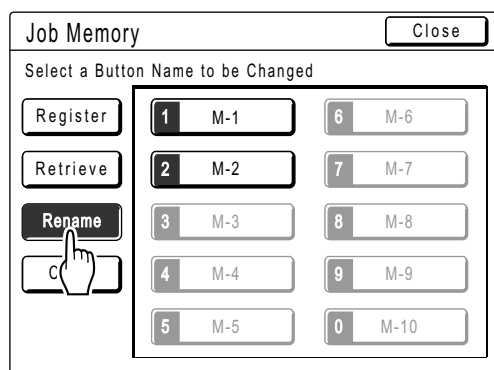 Job Memory Close
Select a Button Name to be Changed
Register
Retrieve
Rename
1 M-1
2 M-2
3 M-3
4 M-4
5 M-5
6 M-6
7 M-7
8 M-8
9 M-9
0 M-10